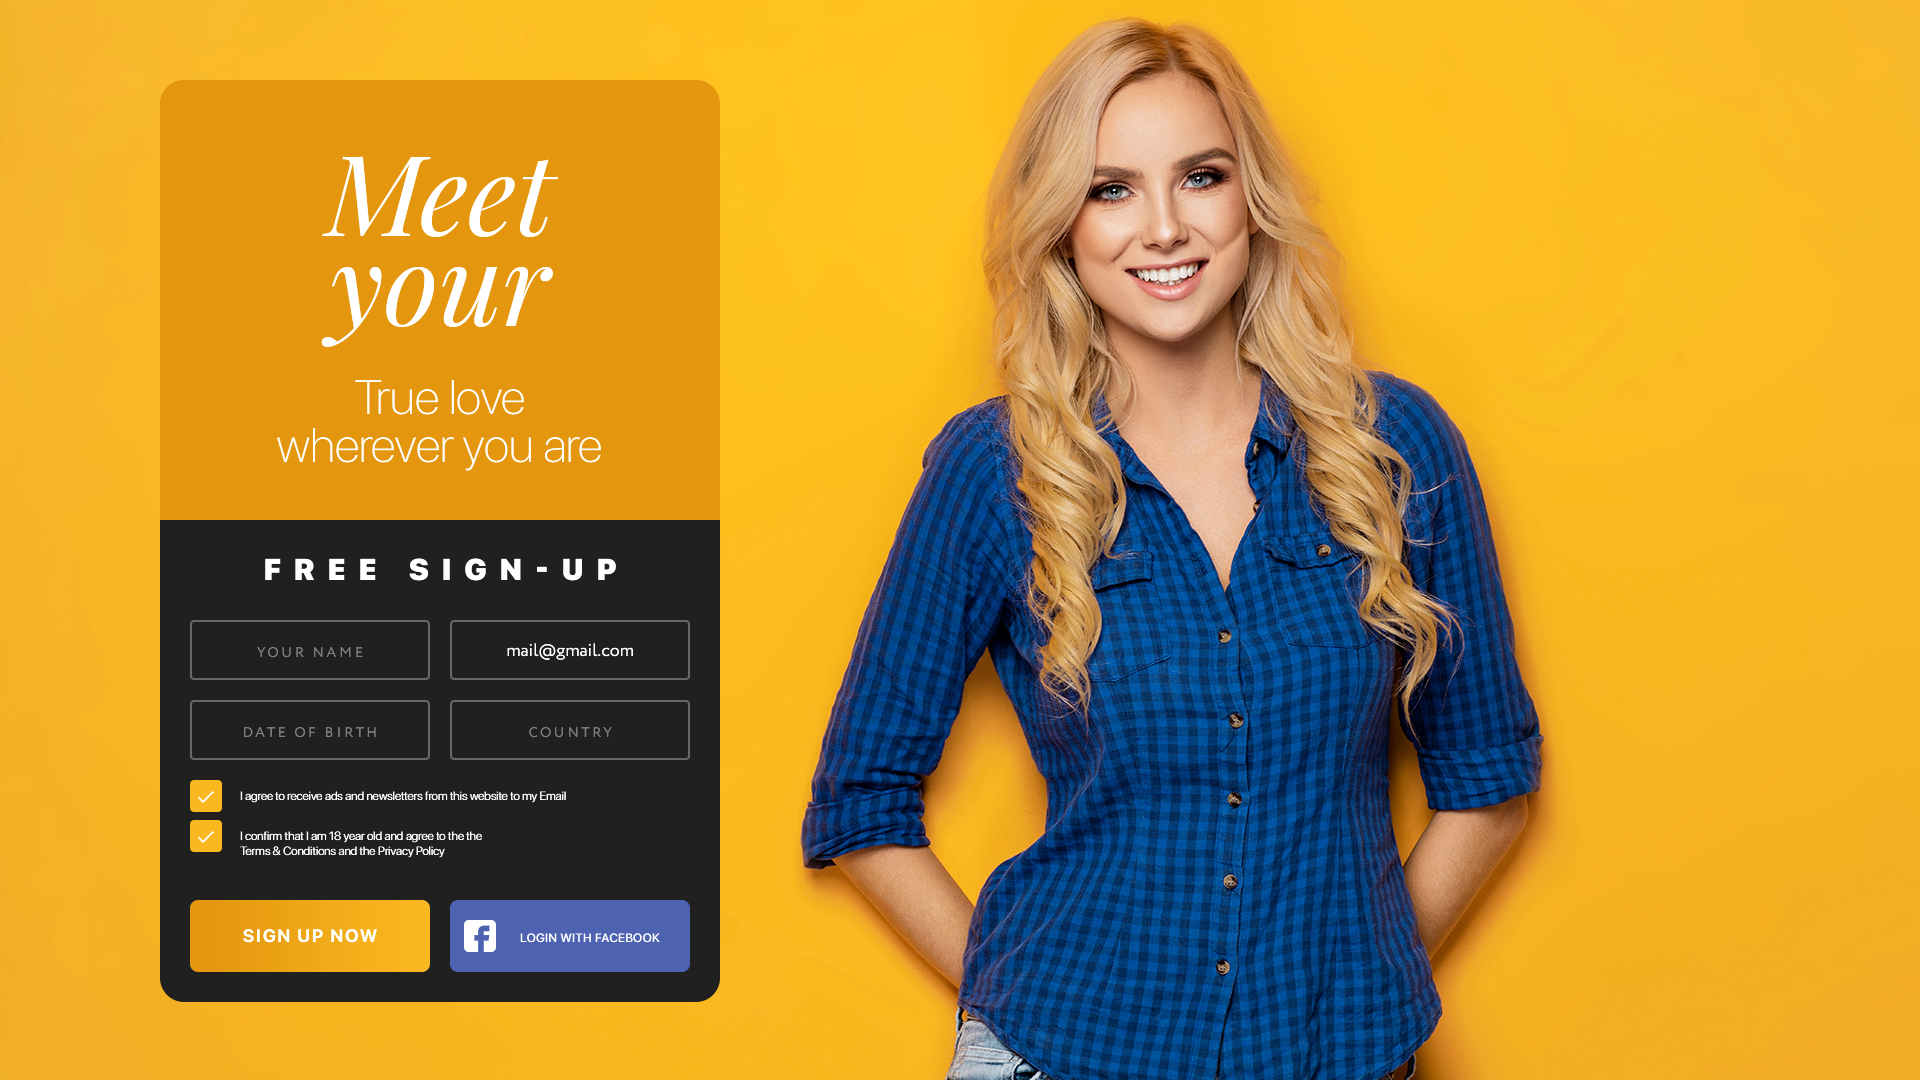 Meet
your
True love
wherever you are
FREE SIGN-UP
YOUR NAME
mail@gmail.com
DATE OF BIRTH
COUNTRY
I agree to receive ads and newsletters from this website to my Email
I confirm that I am 18 year old and agree to the the
Terms & Conditions and the Privacy Policy
SIGN UP NOW
LOGIN WITH FACEBOOK